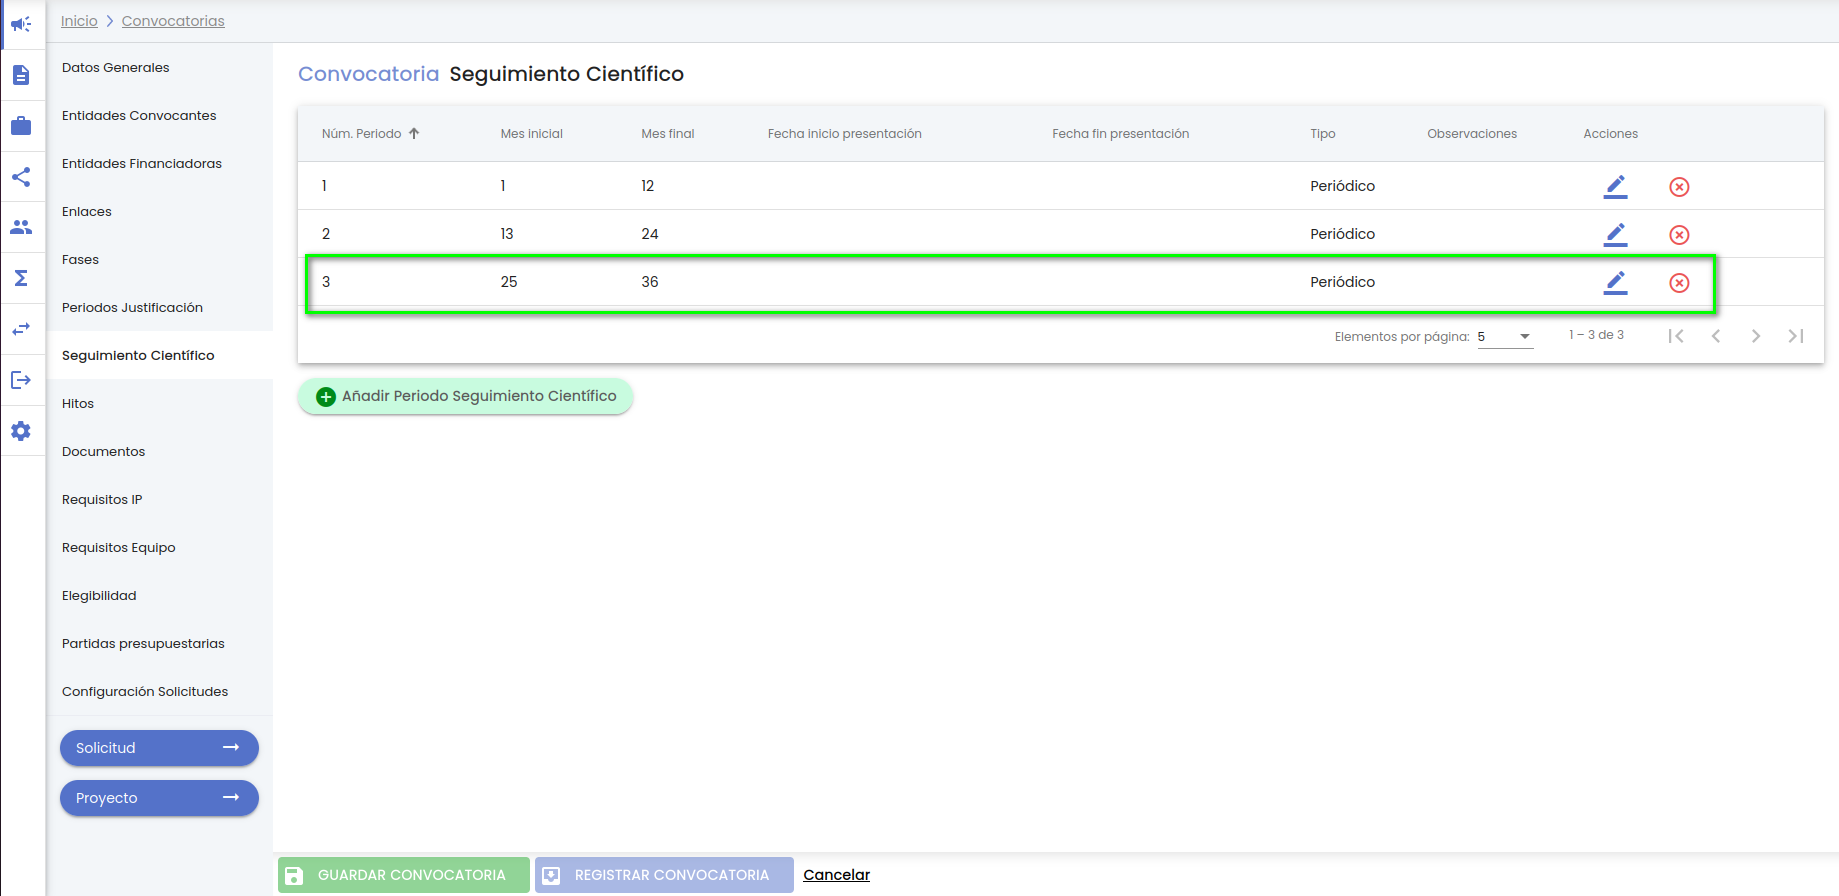 Inicio > Convocatorias
Datos Generales
Entidades Convocantes
Entidades Financiadoras
Enlaces
Fases
Periodos Justificación
Seguimiento Científico
Hitos
Documentos
Requisitos IP
Requisitos Equipo
Elegibilidad
Partidas presupuestarias
Configuración Solicitudes
Solicitud
Proyecto
Convocatoria Seguimiento Científico
Núm. Periodo Mes inicial Mes final Fecha inicio presentación Fecha fin presentación Tipo Observaciones Acciones
1 1 12 Periódico
2 13 24 Periódico
3 25 36 Periódico
Elementos por página: 5 1 – 3 de 3
Añadir Periodo Seguimiento Científico
GUARDAR CONVOCATORIA REGISTRAR CONVOCATORIA Cancelar